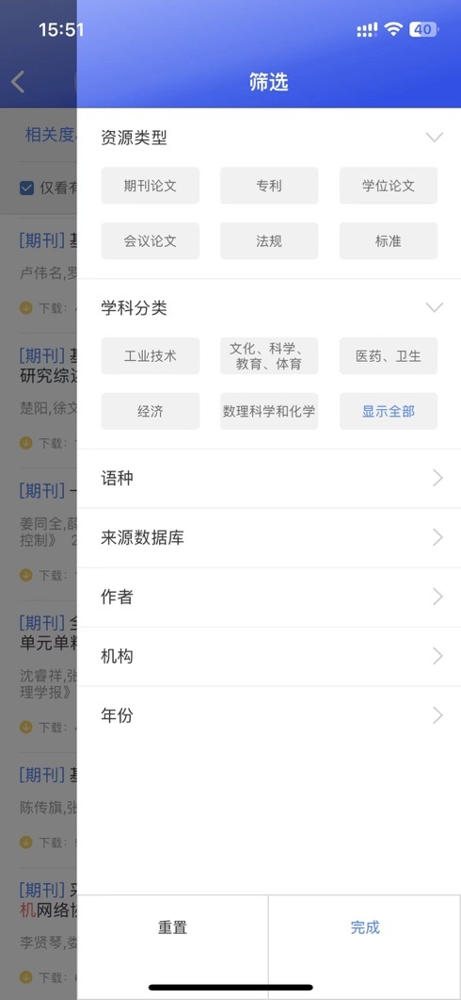 15:51
40
筛选
相关度
仅看有
[期刊]
卢伟名,罗
下载:
[期刊]
研究综述
楚阳,徐文
下载:
[期刊] 一
姜同全,薛
控制》 2
下载:
[期刊] 全
单元单粒
沈睿祥,张
理学报》
下载:
[期刊]
陈传旗,张
下载:
[期刊] 采
机网络协
李贤琴,娄
下载:
资源类型
期刊论文
专利
学位论文
会议论文
法规
标准
学科分类
工业技术
文化、科学、
教育、体育
医药、卫生
经济
数理科学和化学
显示全部
语种
来源数据库
作者
机构
年份
重置
完成